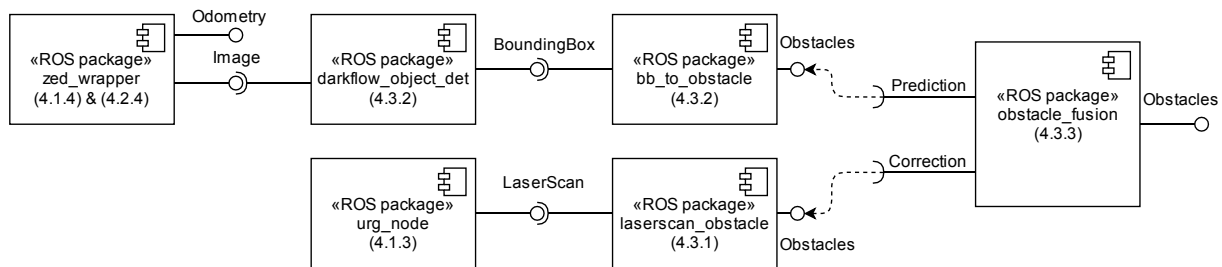 Odometry
«ROS package»
zed_wrapper
(4.1.4) & (4.2.4)
Image
«ROS package»
darkflow_object_det
(4.3.2)
BoundingBox
«ROS package»
bb_to_obstacle
(4.3.2)
Obstacles
Prediction
«ROS package»
obstacle_fusion
(4.3.3)
Obstacles
Correction
«ROS package»
urg_node
(4.1.3)
LaserScan
«ROS package»
laserscan_obstacle
(4.3.1)
Obstacles